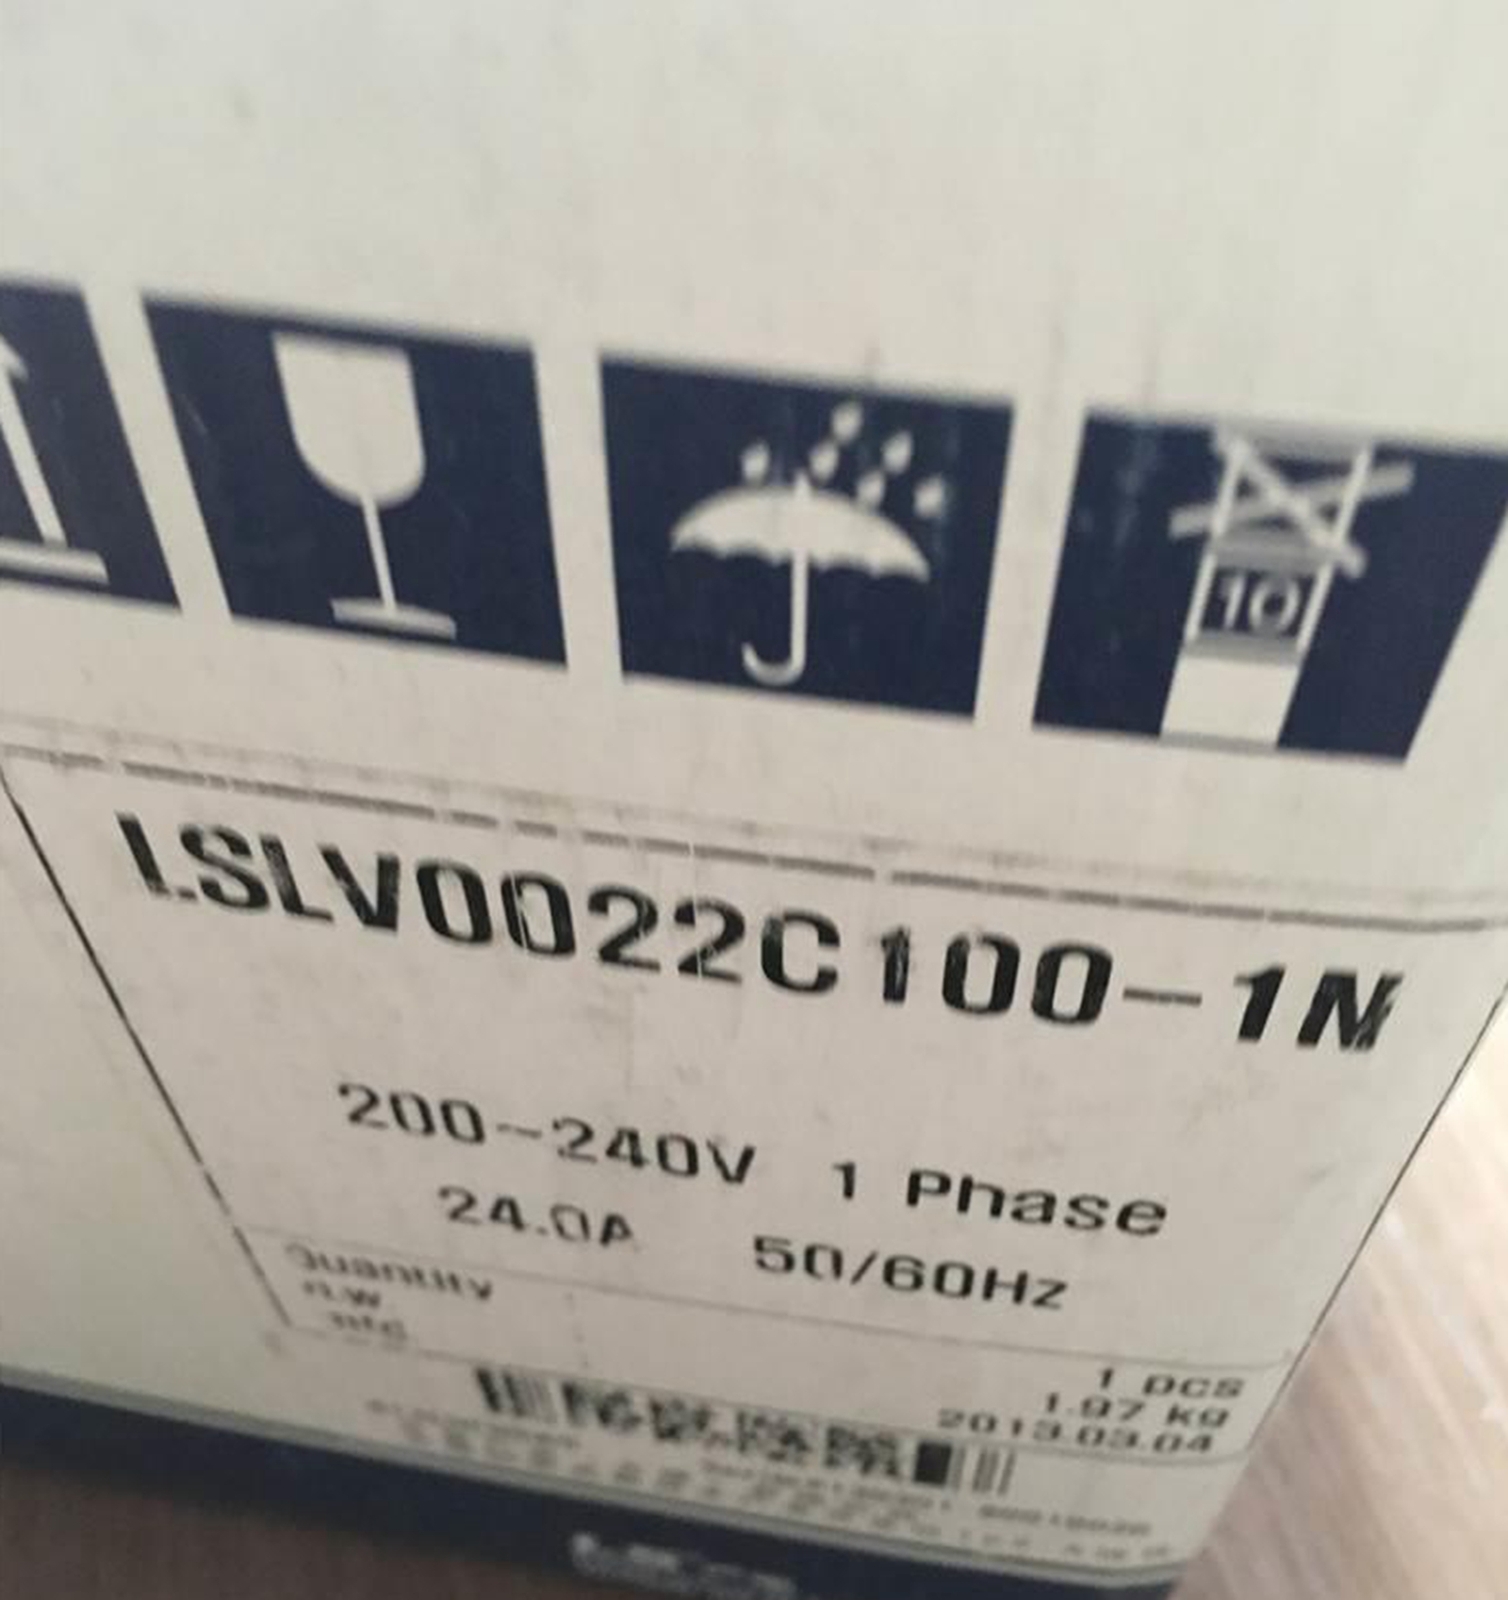 10
LSLV0022C100-1N
200~240V 1 Phase
24.0A 50/60Hz
Quantity 1 pcs
1.97 kg
2013.03.04